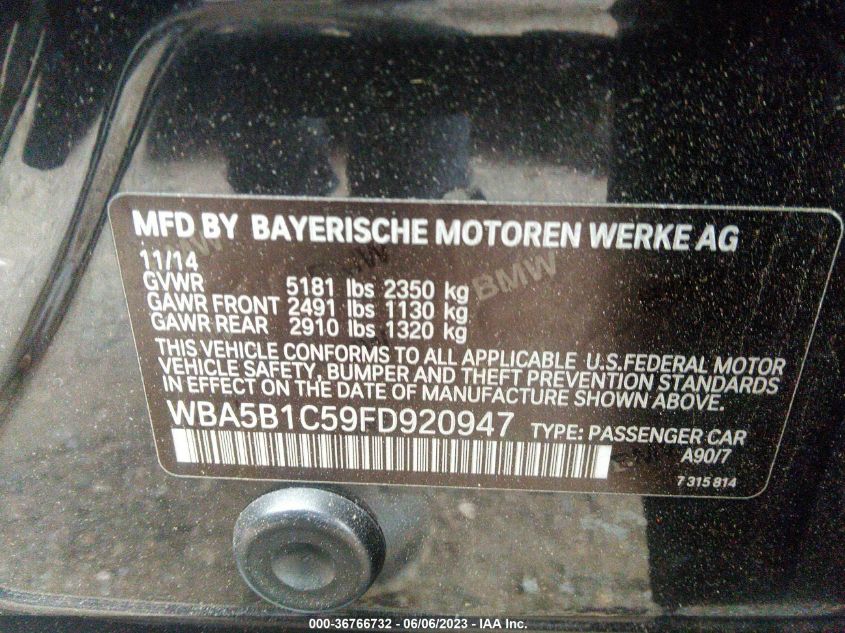 MFD BY BAYERISCHE MOTOREN WERKE AG
11/14
GVWR 5181 lbs 2350 kg
GAWR FRONT 2491 lbs 1130 kg
GAWR REAR 2910 lbs 1320 kg
THIS VEHICLE CONFORMS TO ALL APPLICABLE U.S.FEDERAL MOTOR
VEHICLE SAFETY, BUMPER AND THEFT PREVENTION STANDARDS
IN EFFECT ON THE DATE OF MANUFACTURE SHOWN ABOVE.
WBA5B1C59FD920947 TYPE: PASSENGER CAR
A90/7
7 315 814
BMW
000-36766732 - 06/06/2023 - IAA Inc.